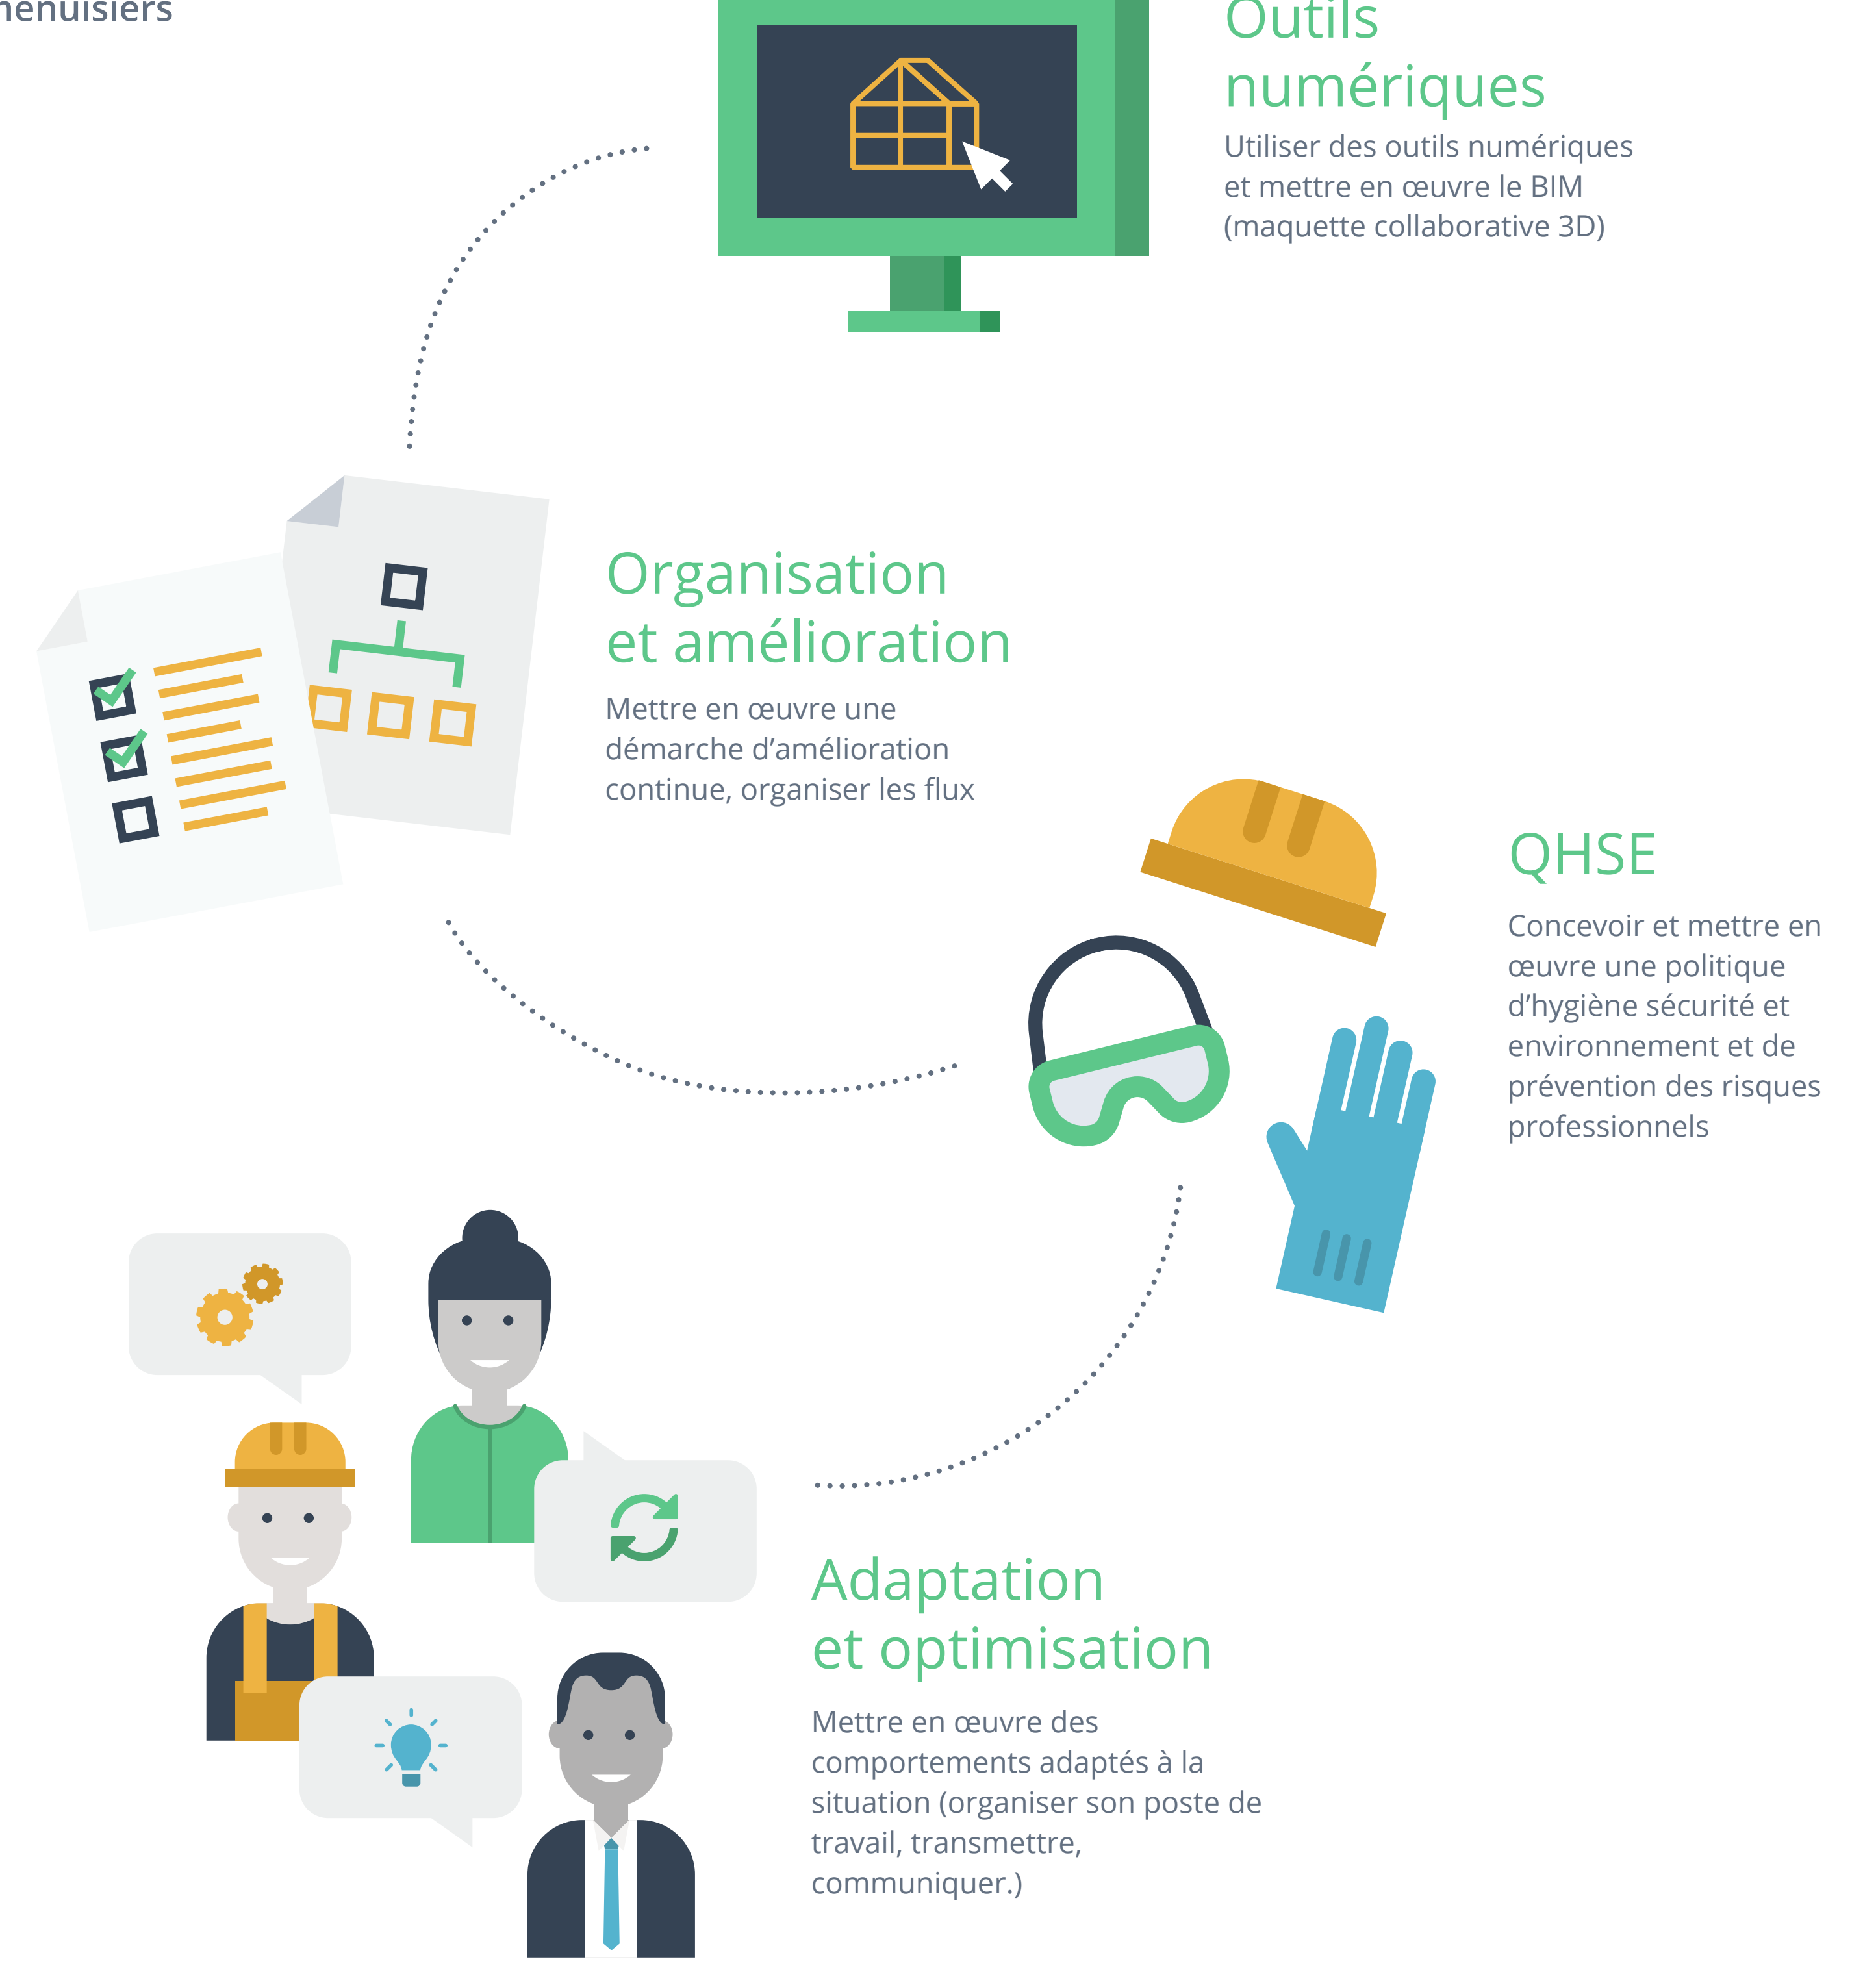 menuisiers
Outils
numériques
Utiliser des outils numériques
et mettre en œuvre le BIM
(maquette collaborative 3D)
Organisation
et amélioration
Mettre en œuvre une
démarche d’amélioration
continue, organiser les flux
QHSE
Concevoir et mettre en
œuvre une politique
d’hygiène sécurité et
environnement et de
prévention des risques
professionnels
Adaptation
et optimisation
Mettre en œuvre des
comportements adaptés à la
situation (organiser son poste de
travail, transmettre,
communiquer.)